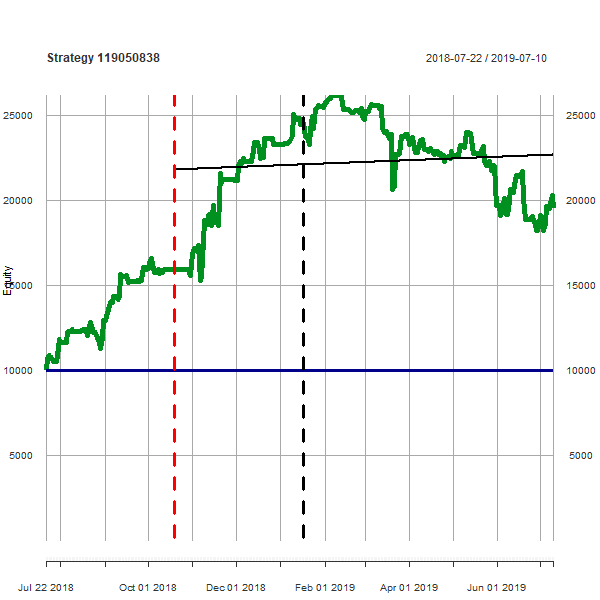 Strategy 119050838
2018-07-22 / 2019-07-10
25000
25000
20000
20000
15000
15000
Equity
10000
10000
5000
5000
Jul 22 2018
Oct 01 2018
Dec 01 2018
Feb 01 2019
Apr 01 2019
Jun 01 2019